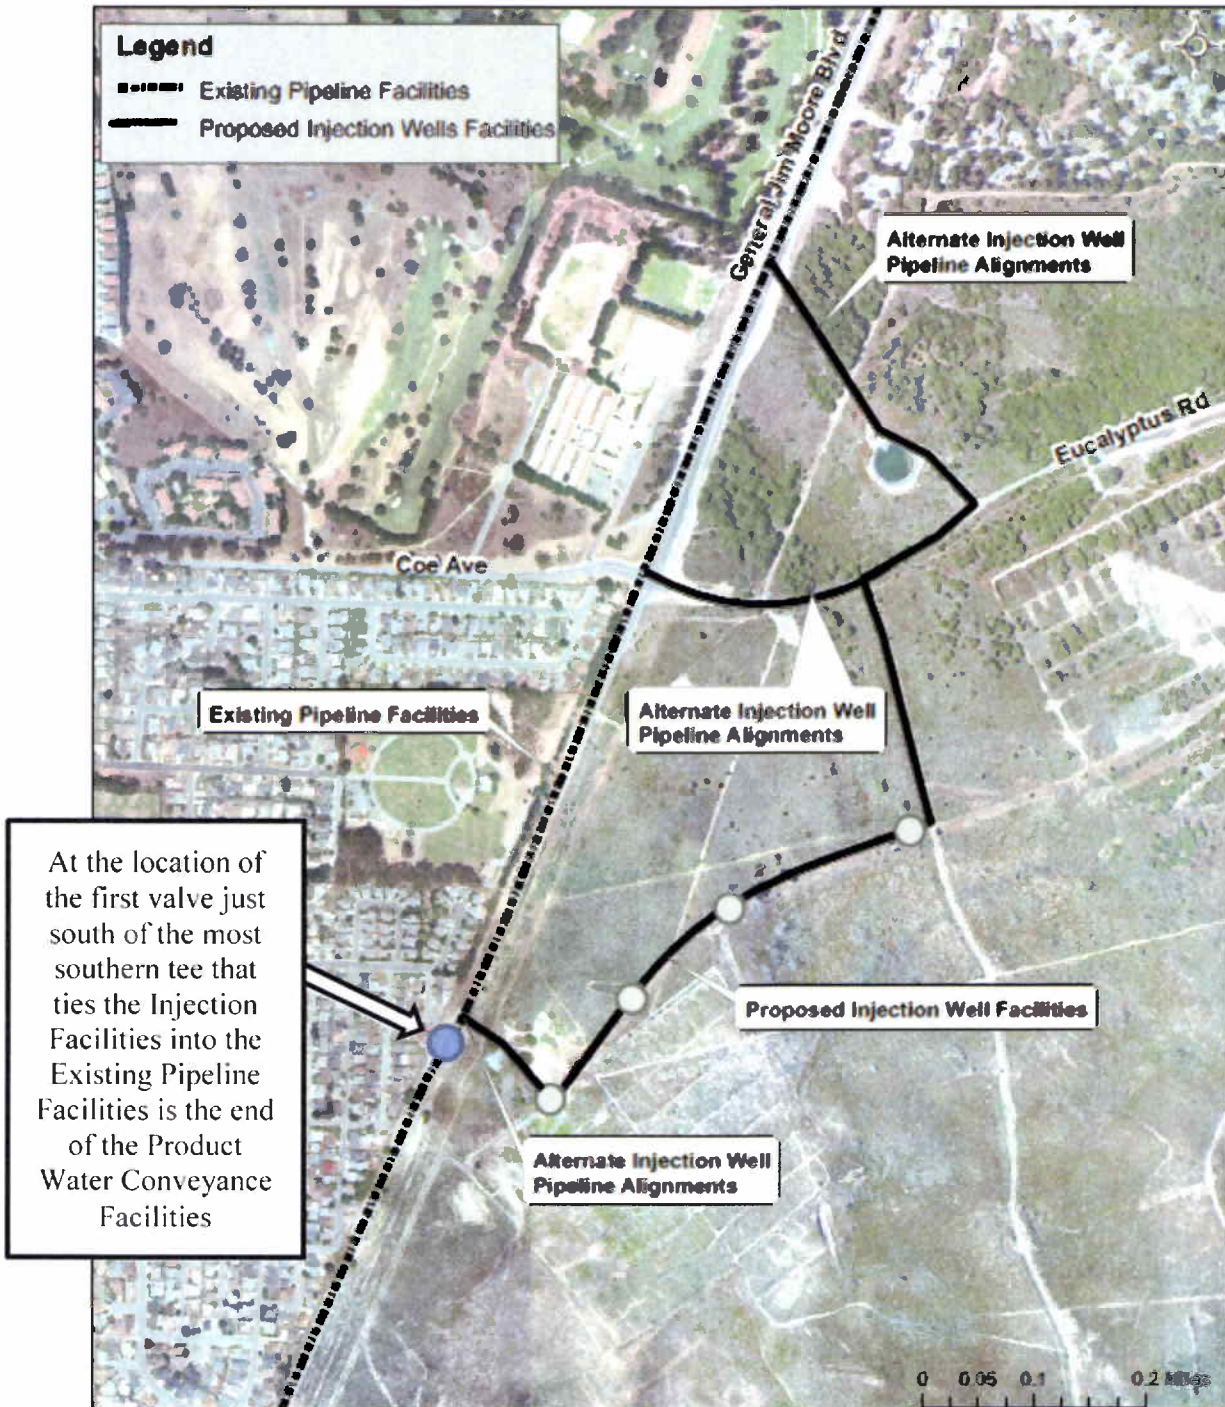 Legend
Existing Pipeline Facilities
Proposed Injection Wells Facilities
General Jim Moore Blvd
Alternate Injection Well
Pipeline Alignments
Eucalyptus Rd
Coe Ave
Existing Pipeline Facilities
Alternate Injection Well
Pipeline Alignments
At the location of
the first valve just
south of the most
southern tee that
ties the Injection
Facilities into the
Existing Pipeline
Facilities is the end
of the Product
Water Conveyance
Facilities
Proposed Injection Well Facilities
Alternate Injection Well
Pipeline Alignments
0 0.05 0.1 0.2 Miles